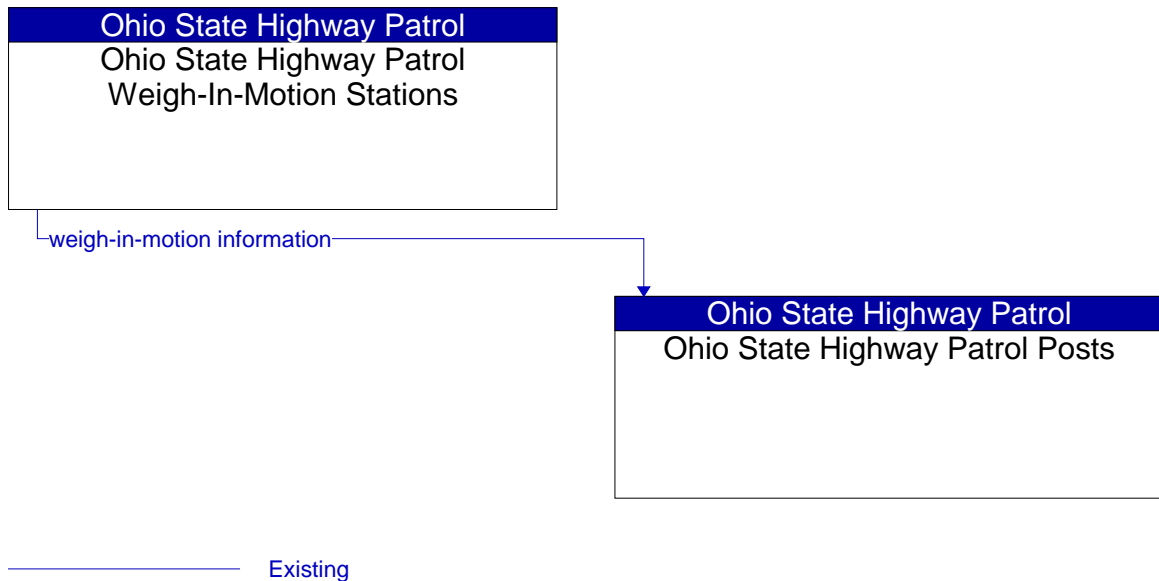 Ohio State Highway Patrol
Ohio State Highway Patrol
Weigh-In-Motion Stations
weigh-in-motion information
Ohio State Highway Patrol
Ohio State Highway Patrol Posts
Existing